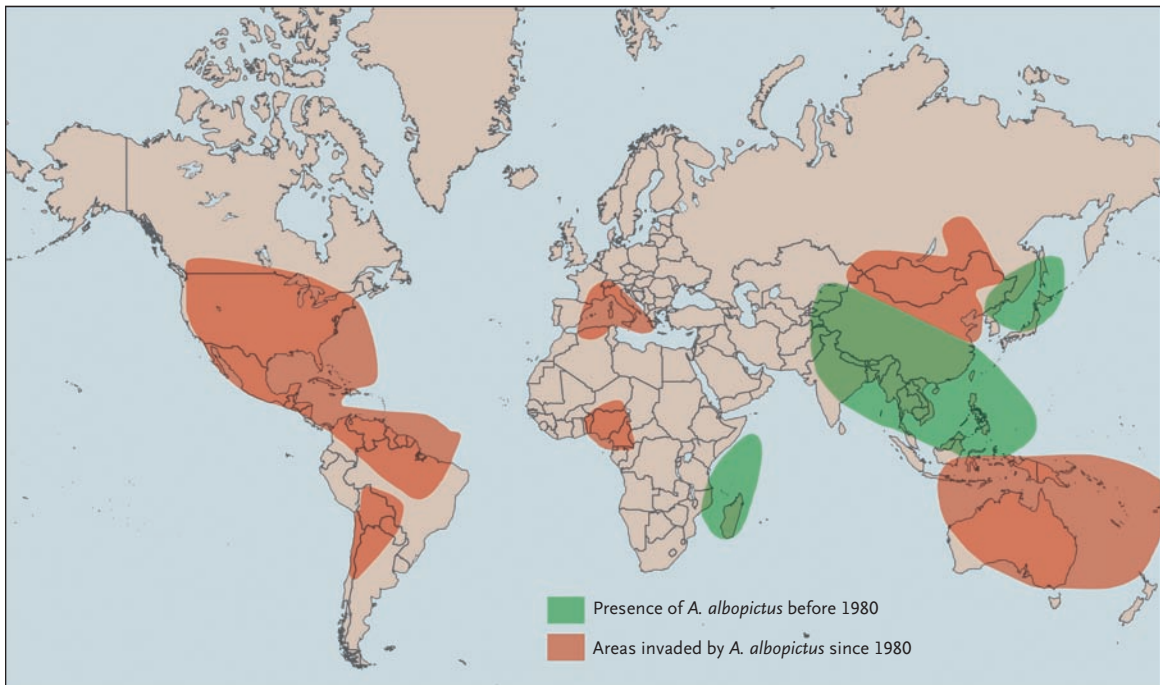 Presence of A. albopictus before 1980
Areas invaded by A. albopictus since 1980